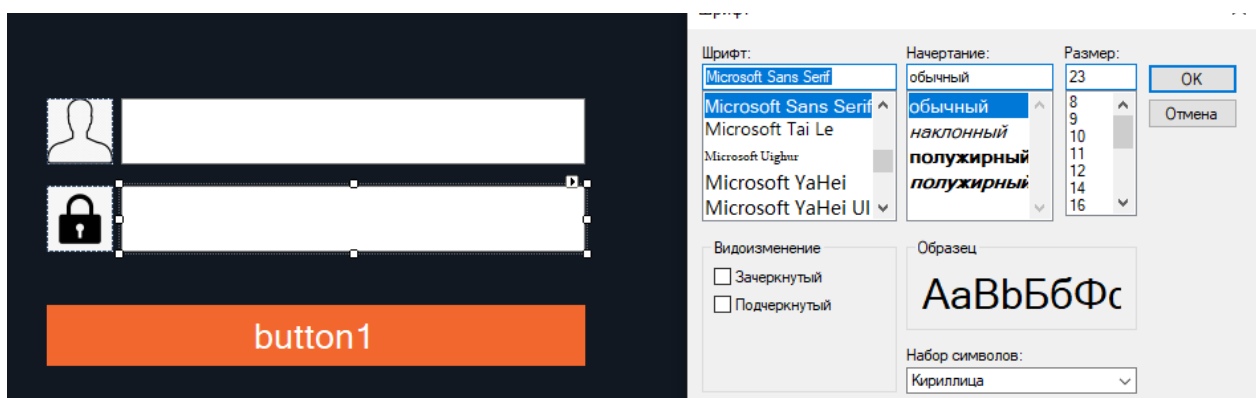 Шрифт
Шрифт:
Начертание:
Размер:
Microsoft Sans Serif
обычный
23
OK
Отмена
Microsoft Sans Serif
Microsoft Tai Le
Microsoft Uighur
Microsoft YaHei
Microsoft YaHei UI
обычный
наклонный
полужирный
полужирный
8
9
10
11
12
14
16
Видоизменение
Зачеркнутый
Подчеркнутый
Образец
АаВbБбФс
Набор символов:
Кириллица
button1